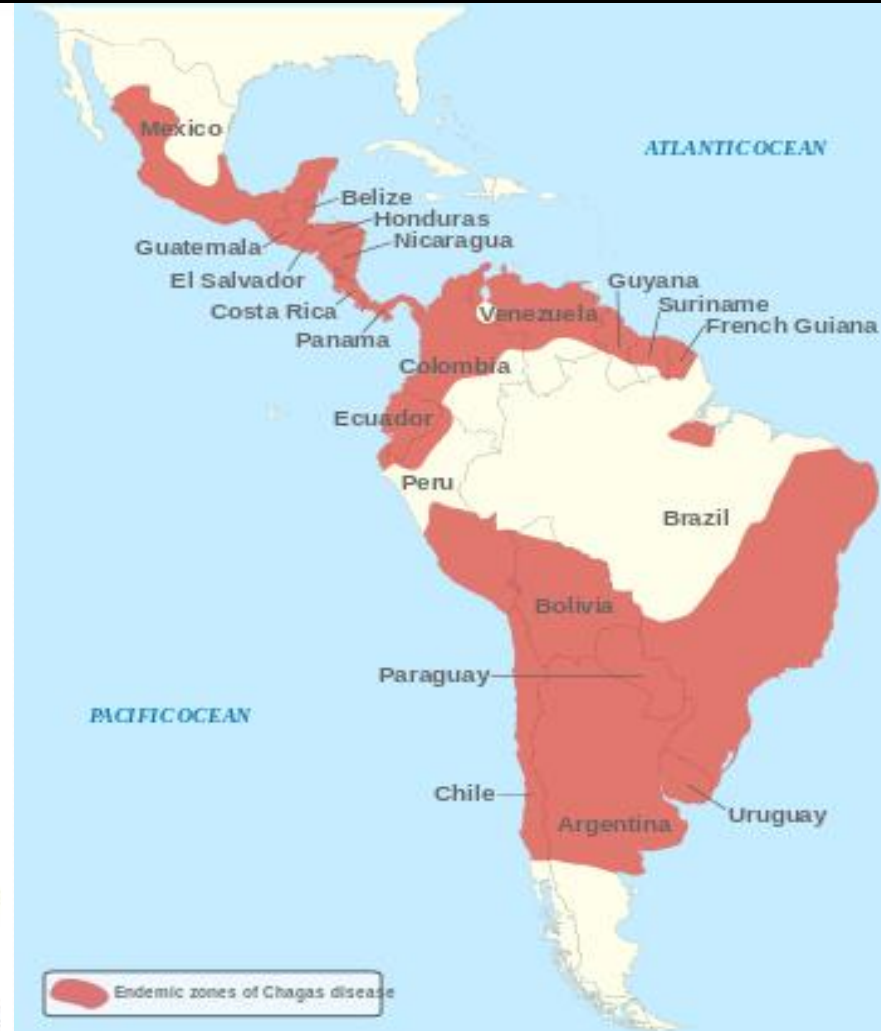 Mexico
ATLANTIC OCEAN
Belize
Honduras
Nicaragua
Guatemala
El Salvador
Costa Rica
Panama
Guyana
Suriname
French Guiana
Venezuela
Colombia
Ecuador
Peru
Brazil
Bolivia
Paraguay
PACIFIC OCEAN
Chile
Uruguay
Argentina
Endemic zones of Chagas disease